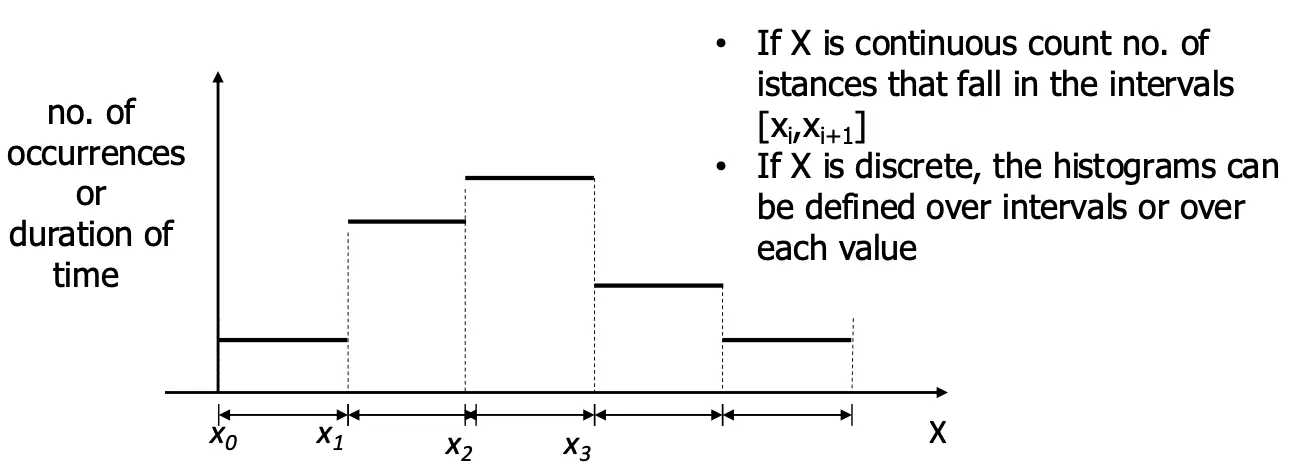 no. of
occurrences
or
duration of
time
• If X is continuous count no. of
istances that fall in the intervals
[xᵢ,xᵢ₊₁]
• If X is discrete, the histograms can
be defined over intervals or over
each value
x₀ x₁ x₂ x₃ X